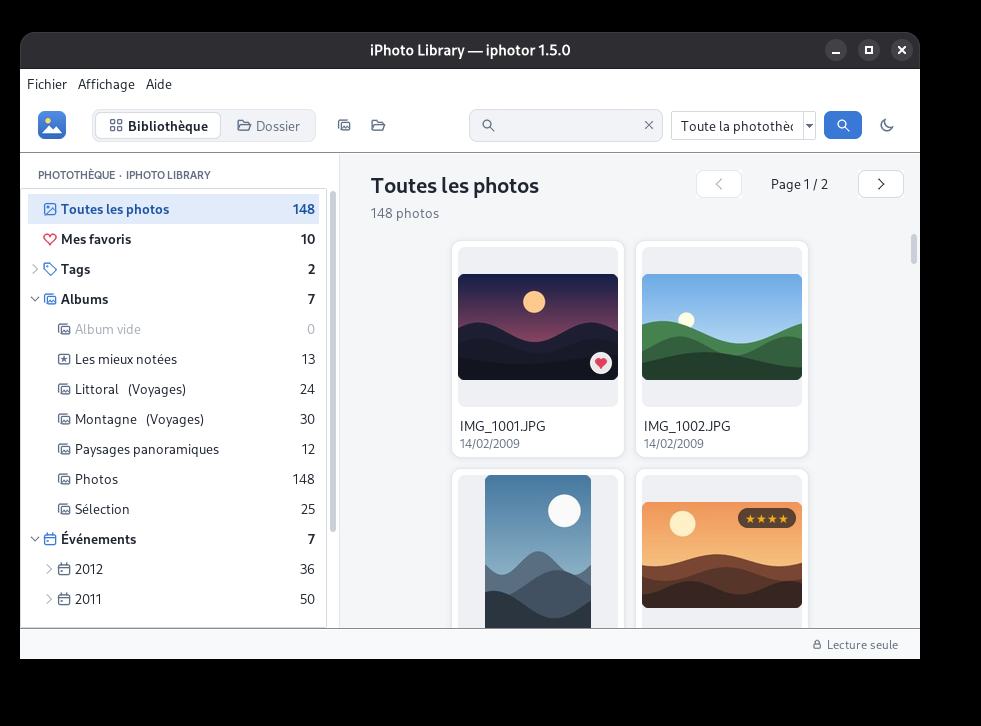 iPhoto Library — iphotor 1.5.0
Fichier Affichage Aide
Bibliothèque Dossier Toute la photothèc
PHOTOTHÈQUE · IPHOTO LIBRARY
Toutes les photos 148
Mes favoris 10
Tags 2
Albums 7
Album vide 0
Les mieux notées 13
Littoral (Voyages) 24
Montagne (Voyages) 30
Paysages panoramiques 12
Photos 148
Sélection 25
Événements 7
2012 36
2011 50
Toutes les photos
Page 1 / 2
148 photos
IMG_1001.JPG
14/02/2009
IMG_1002.JPG
14/02/2009
★★★★
Lecture seule